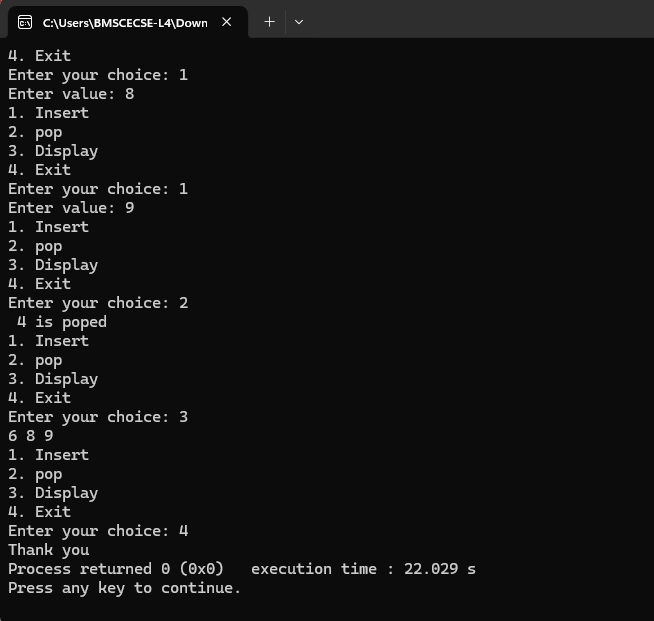 C:\Users\BMSCECSE-L4\Down
4. Exit
Enter your choice: 1
Enter value: 8
1. Insert
2. pop
3. Display
4. Exit
Enter your choice: 1
Enter value: 9
1. Insert
2. pop
3. Display
4. Exit
Enter your choice: 2
 4 is poped
1. Insert
2. pop
3. Display
4. Exit
Enter your choice: 3
6 8 9
1. Insert
2. pop
3. Display
4. Exit
Enter your choice: 4
Thank you
Process returned 0 (0x0)   execution time : 22.029 s
Press any key to continue.